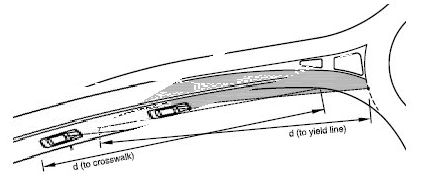 d (to yield line)
d (to crosswalk)